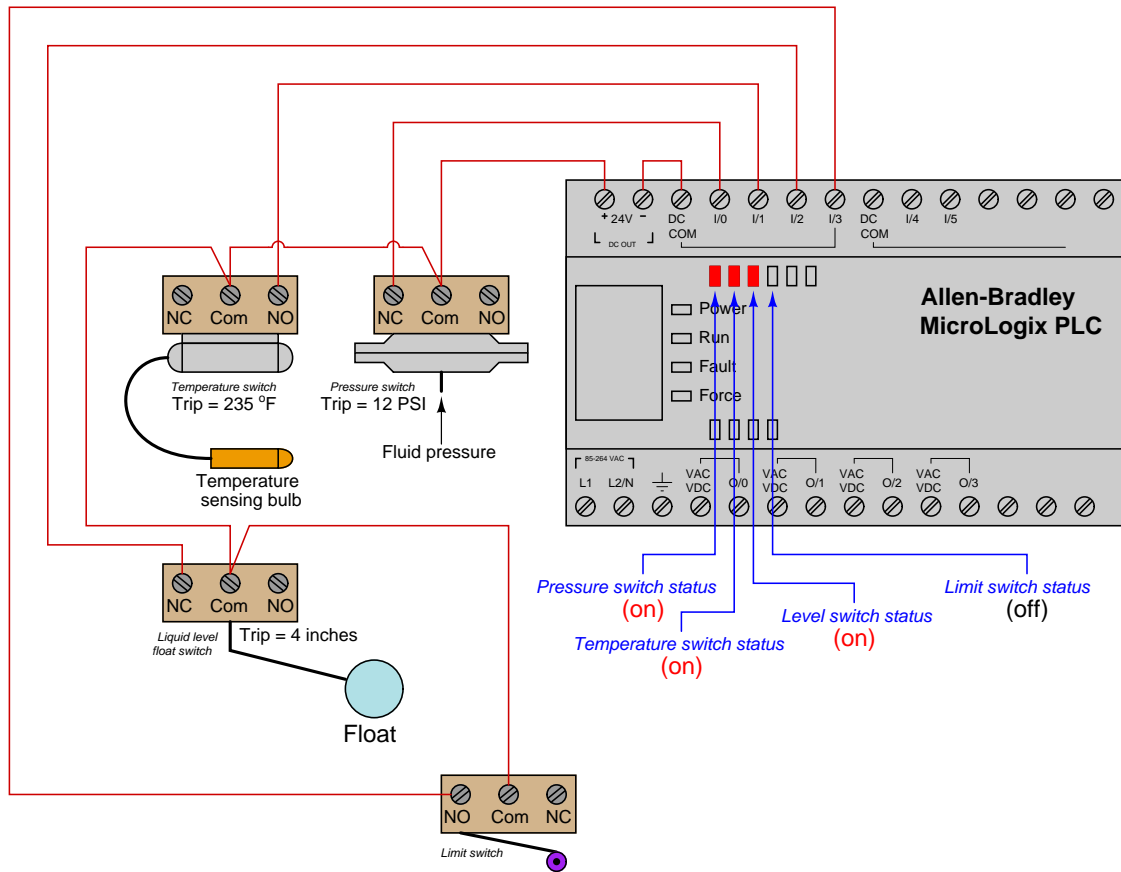 + 24V −
DC OUT
DC
COM
I/0
I/1
I/2
I/3
DC
COM
I/4
I/5
NC Com NO
Temperature switch
Trip = 235 °F
Temperature
sensing bulb
NC Com NO
Pressure switch
Trip = 12 PSI
Fluid pressure
Power
Run
Fault
Force
Allen-Bradley
MicroLogix PLC
85-264 VAC
L1
L2/N
VAC
VDC
O/0
VAC
VDC
O/1
VAC
VDC
O/2
VAC
VDC
O/3
Pressure switch status
(on)
Temperature switch status
(on)
Level switch status
(on)
Limit switch status
(off)
NC Com NO
Liquid level
float switch
Trip = 4 inches
Float
NO Com NC
Limit switch